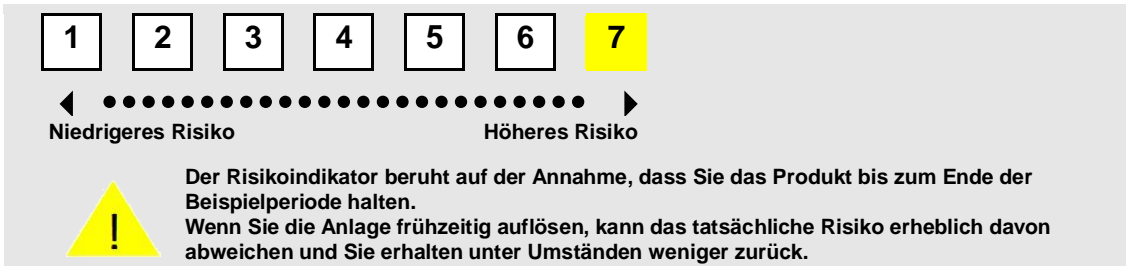 1 2 3 4 5 6 7
Niedrigeres Risiko Höheres Risiko
Der Risikoindikator beruht auf der Annahme, dass Sie das Produkt bis zum Ende der
Beispielperiode halten.
Wenn Sie die Anlage frühzeitig auflösen, kann das tatsächliche Risiko erheblich davon
abweichen und Sie erhalten unter Umständen weniger zurück.
!